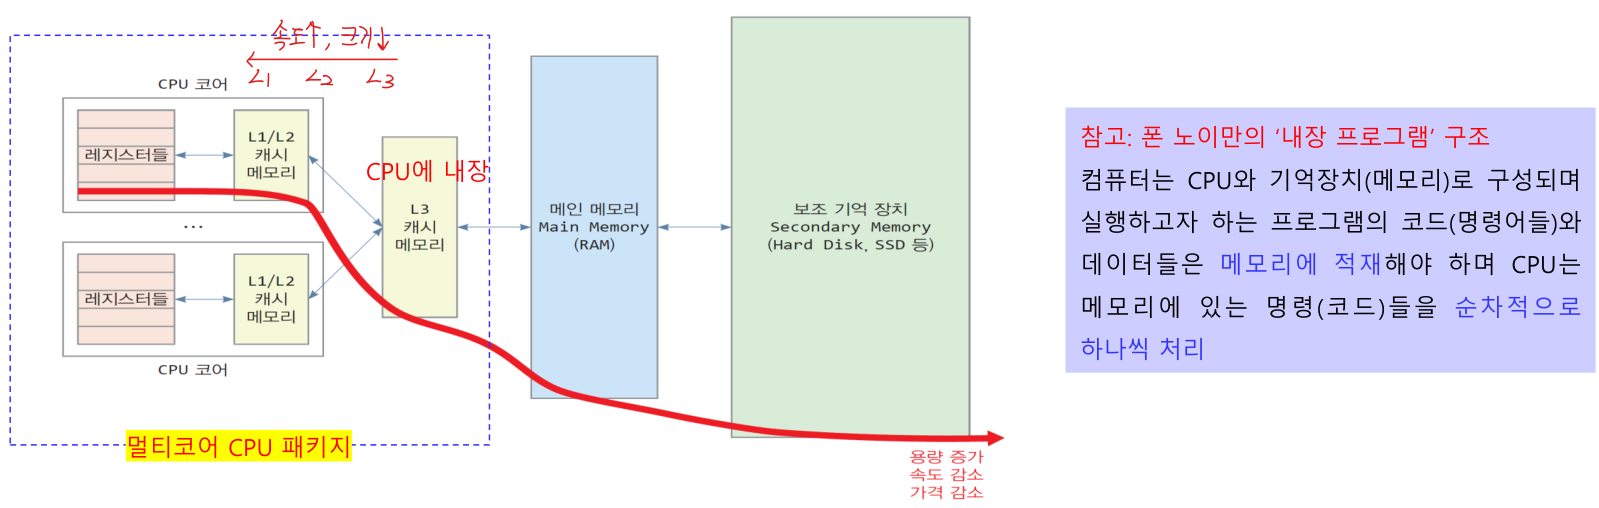 속도↑, 크기↓
L1 L2 L3
CPU 코어
레지스터들
L1/L2
캐시
메모리
...
레지스터들
L1/L2
캐시
메모리
CPU 코어
CPU에 내장
L3
캐시
메모리
멀티코어 CPU 패키지
메인 메모리
Main Memory
(RAM)
보조 기억 장치
Secondary Memory
(Hard Disk, SSD 등)
용량 증가
속도 감소
가격 감소
참고: 폰 노이만의 ‘내장 프로그램‘ 구조
컴퓨터는 CPU와 기억장치(메모리)로 구성되며
실행하고자 하는 프로그램의 코드(명령어들)와
데이터들은 메모리에 적재해야 하며 CPU는
메모리에 있는 명령(코드)들을 순차적으로
하나씩 처리